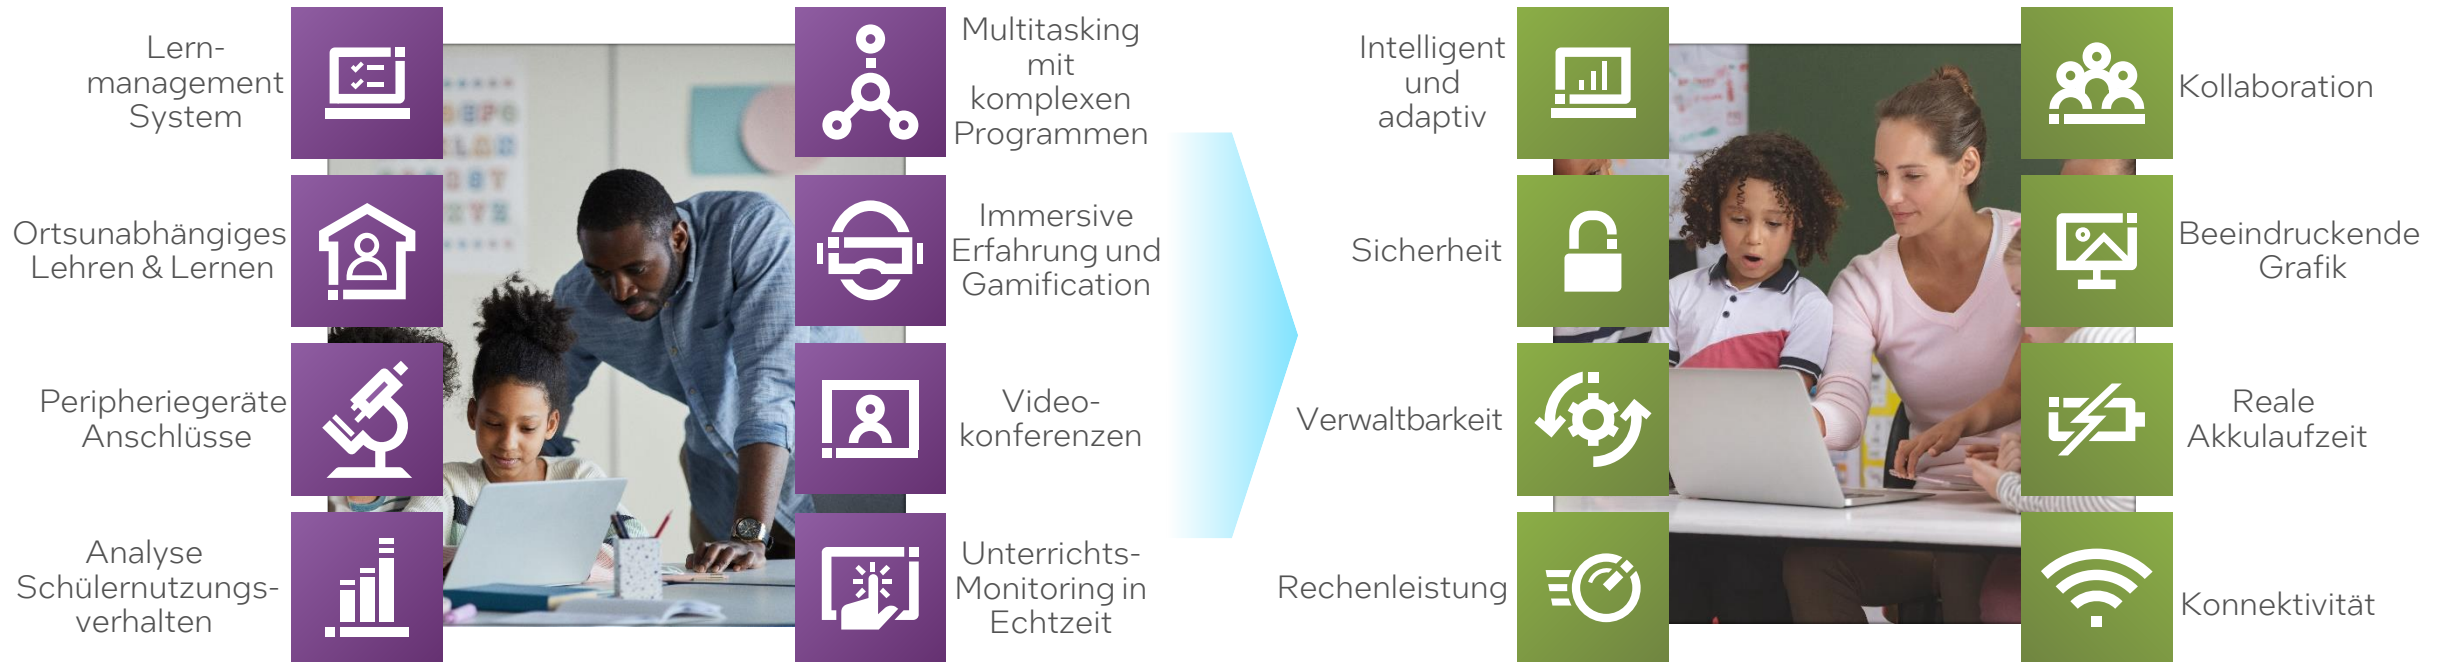 Lern-
management
System
Ortsunabhängiges
Lehren & Lernen
Peripheriegeräte
Anschlüsse
Analyse
Schülernutzungs-
verhalten
Multitasking
mit
komplexen
Programmen
Immersive
Erfahrung und
Gamification
Video-
konferenzen
Unterrichts-
Monitoring in
Echtzeit
Intelligent
und
adaptiv
Sicherheit
Verwaltbarkeit
Rechenleistung
Kollaboration
Beeindruckende
Grafik
Reale
Akkulaufzeit
Konnektivität